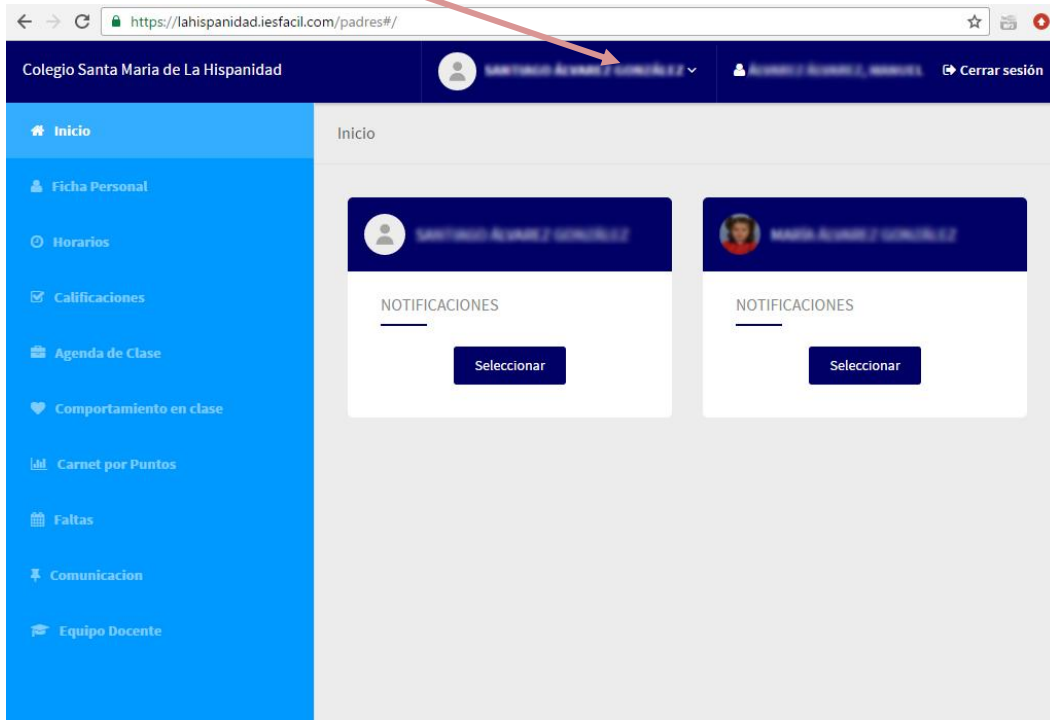 https://lahispanidad.iesfacil.com/padres#/
Colegio Santa Maria de La Hispanidad
Cerrar sesión
Inicio
Inicio
Ficha Personal
Horarios
Calificaciones
Agenda de Clase
Comportamiento en clase
Carnet por Puntos
Faltas
Comunicacion
Equipo Docente
NOTIFICACIONES
Seleccionar
NOTIFICACIONES
Seleccionar